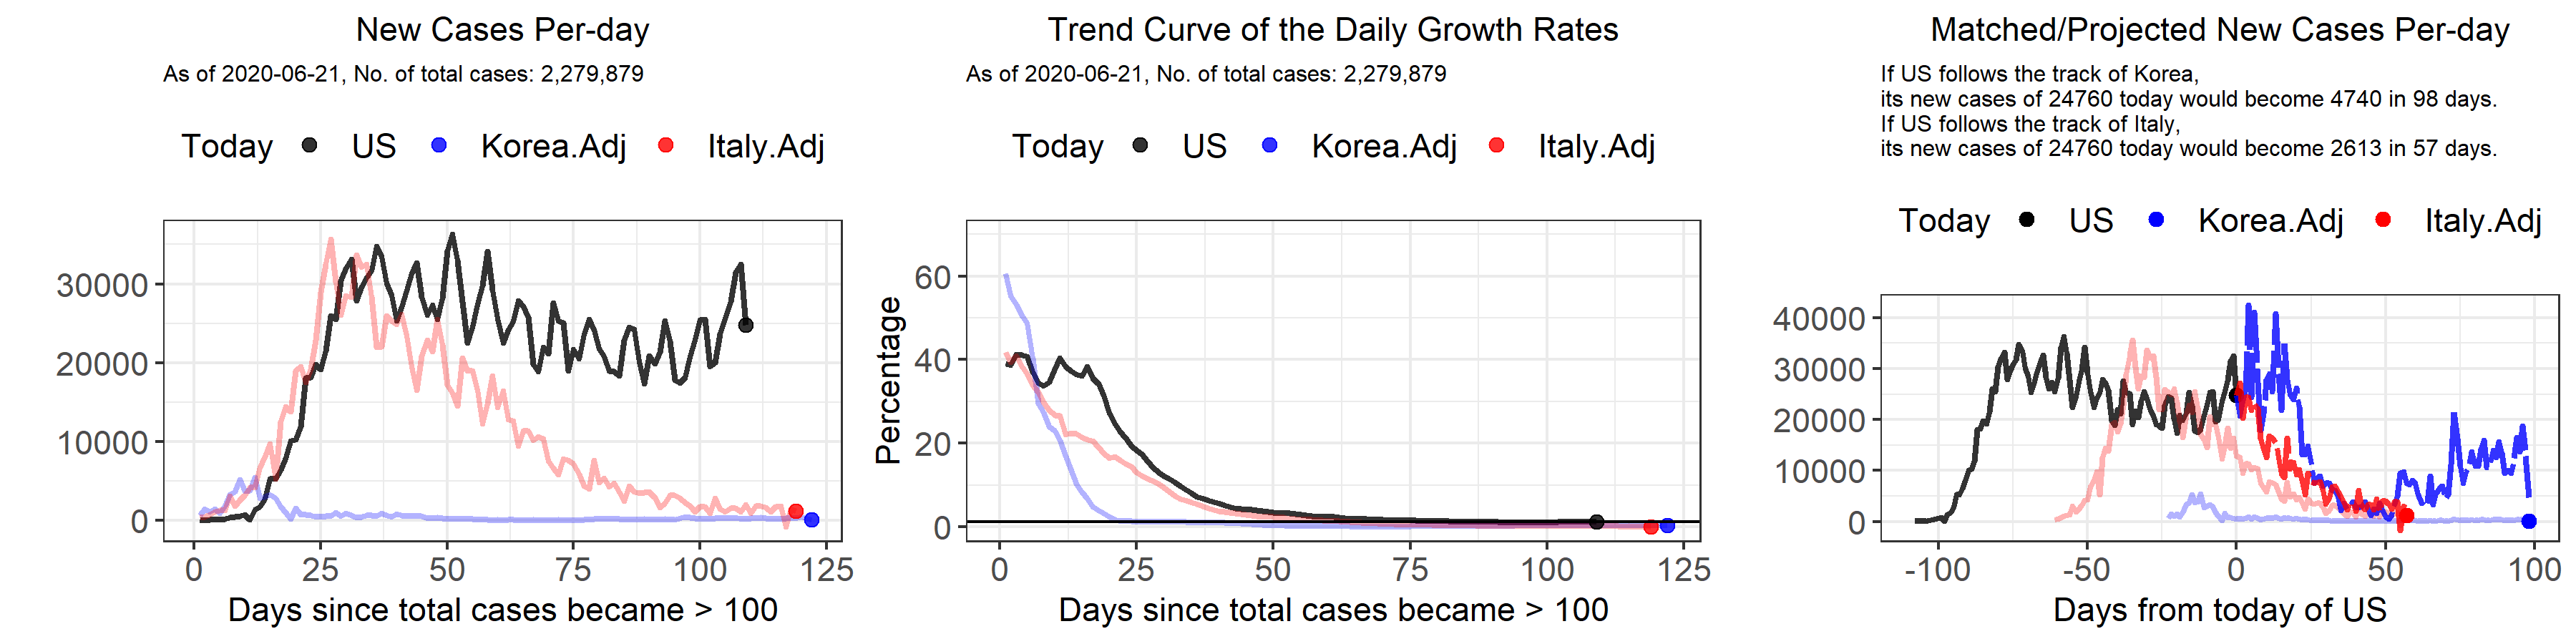 New Cases Per-day
As of 2020-06-21, No. of total cases: 2,279,879
Today US Korea.Adj Italy.Adj
30000
20000
10000
0
0 25 50 75 100 125
Days since total cases became > 100
Trend Curve of the Daily Growth Rates
As of 2020-06-21, No. of total cases: 2,279,879
Today US Korea.Adj Italy.Adj
Percentage
60
40
20
0
0 25 50 75 100 125
Days since total cases became > 100
Matched/Projected New Cases Per-day
If US follows the track of Korea,
its new cases of 24760 today would become 4740 in 98 days.
If US follows the track of Italy,
its new cases of 24760 today would become 2613 in 57 days.
Today US Korea.Adj Italy.Adj
40000
30000
20000
10000
0
-100 -50 0 50 100
Days from today of US